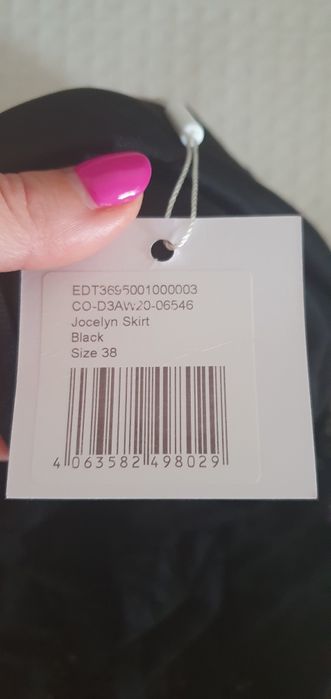 EDT3695001000003
CO-D3AW20-06546
Jocelyn Skirt
Black
Size 38
4 063582 498029